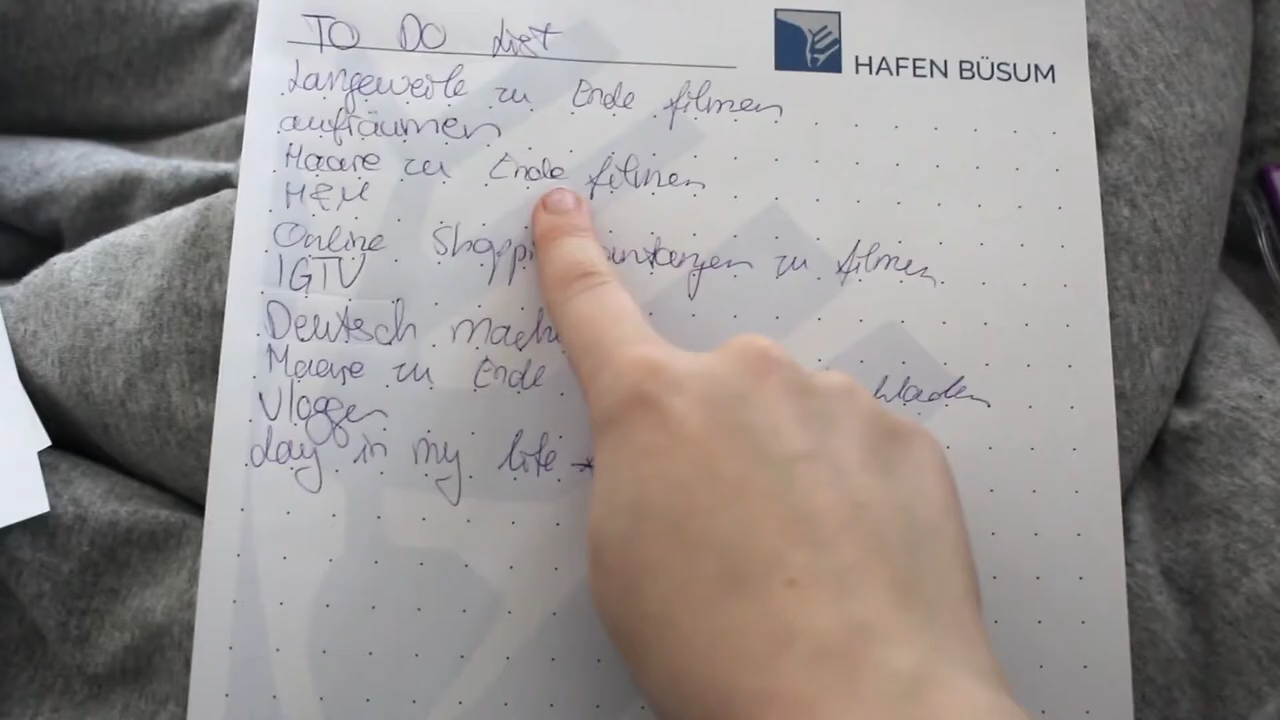 TO DO List
HAFEN BÜSUM
Langeweile zu Ende filmen
aufräumen
Haare zu Ende filmen
H&M
Online Shoppi zu filmen
IGTV
Deutsch mach
Haare zu Ende hladen
Vloggen
day in my life →